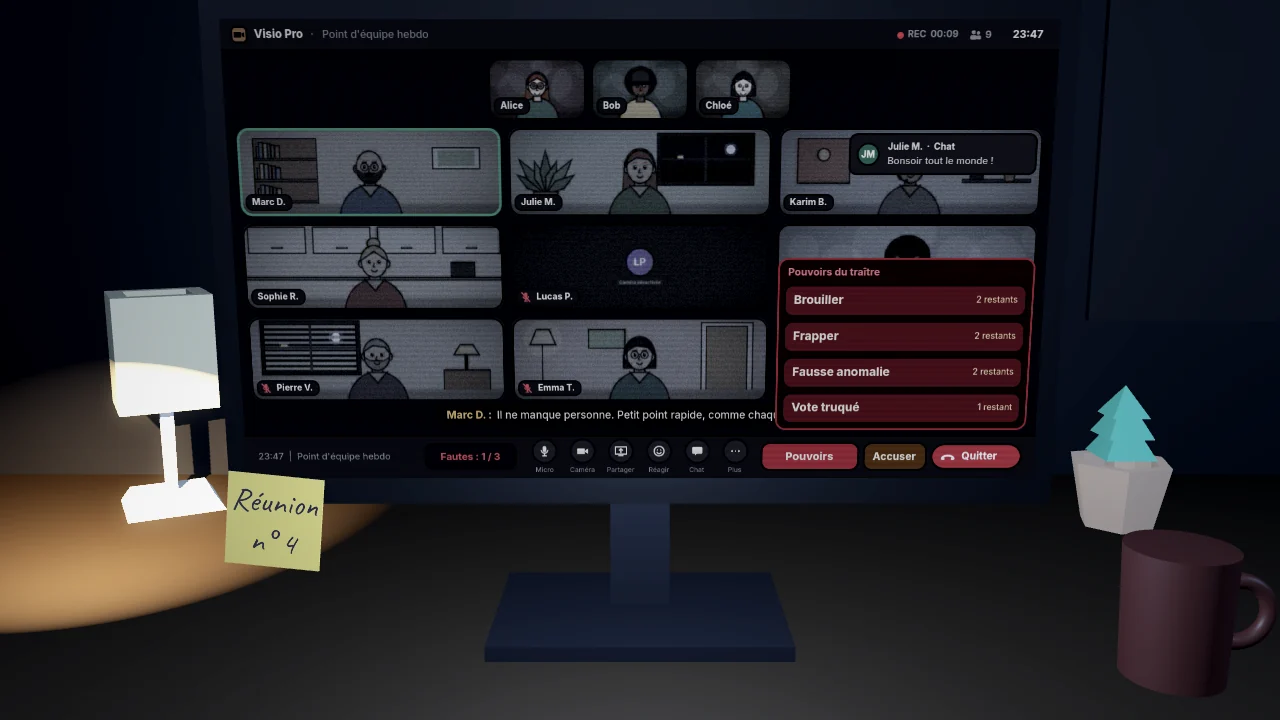 Visio Pro · Point d'équipe hebdo
REC 00:09 9 23:47
Alice
Bob
Chloé
Marc D.
Julie M.
Karim B.
JM
Julie M. · Chat
Bonsoir tout le monde !
Sophie R.
LP
Lucas P.
Pierre V.
Emma T.
Pouvoirs du traître
Brouiller 2 restants
Frapper 2 restants
Fausse anomalie 2 restants
Vote truqué 1 restant
Marc D. : Il ne manque personne. Petit point rapide, comme chaq
23:47 | Point d'équipe hebdo
Fautes : 1 / 3
Micro
Caméra
Partager
Réagir
Chat
Plus
Pouvoirs
Accuser
Quitter
Réunion
n° 4